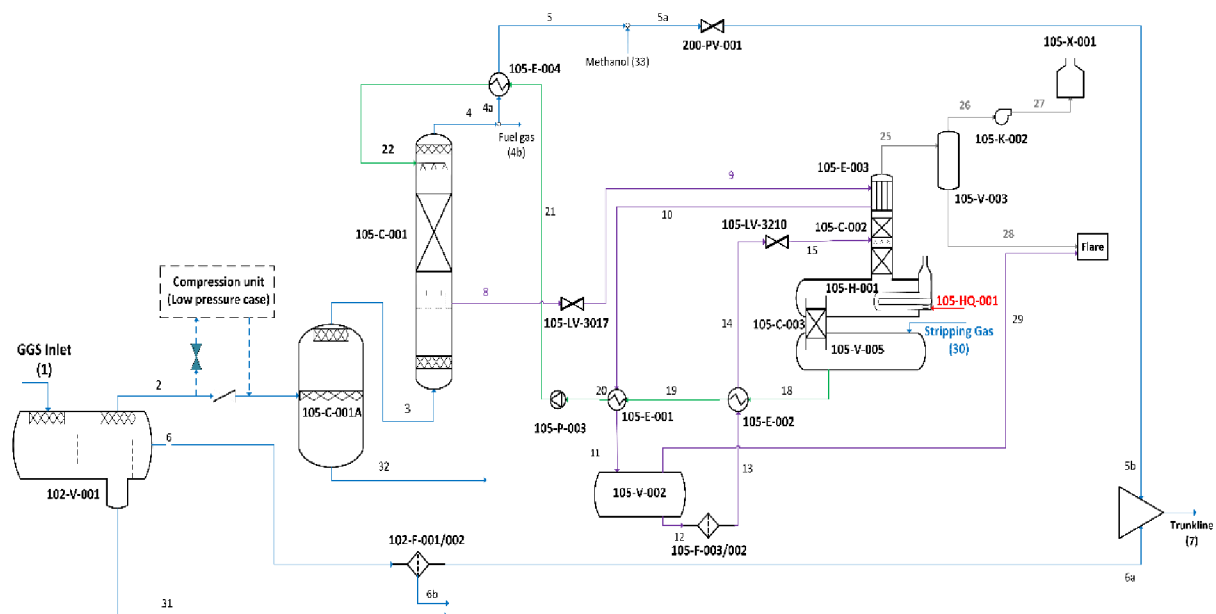 5
5a
200-PV-001
105-X-001
105-E-004
Methanol (33)
4a
4
Fuel gas
(4b)
26
27
105-K-002
25
22
105-E-003
9
105-V-003
21
10
105-LV-3210
105-C-002
105-C-001
15
28
Flare
Compression unit
(Low pressure case)
8
105-H-001
105-HQ-001
105-LV-3017
14
105-C-003
29
Stripping Gas
(30)
GGS Inlet
(1)
105-V-005
2
3
20
19
18
105-C-001A
105-E-001
105-E-002
105-P-003
6
11
13
5b
32
102-V-001
105-V-002
12
Trunkline
(7)
102-F-001/002
105-F-003/002
6a
6b
31